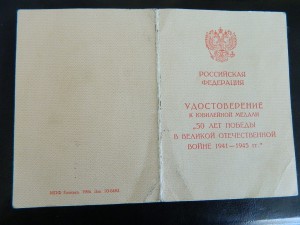 РОССИЙСКАЯ
ФЕДЕРАЦИЯ
УДОСТОВЕРЕНИЕ
К ЮБИЛЕЙНОЙ МЕДАЛИ
„50 ЛЕТ ПОБЕДЫ
В ВЕЛИКОЙ ОТЕЧЕСТВЕННОЙ
ВОЙНЕ 1941—1945 гг."